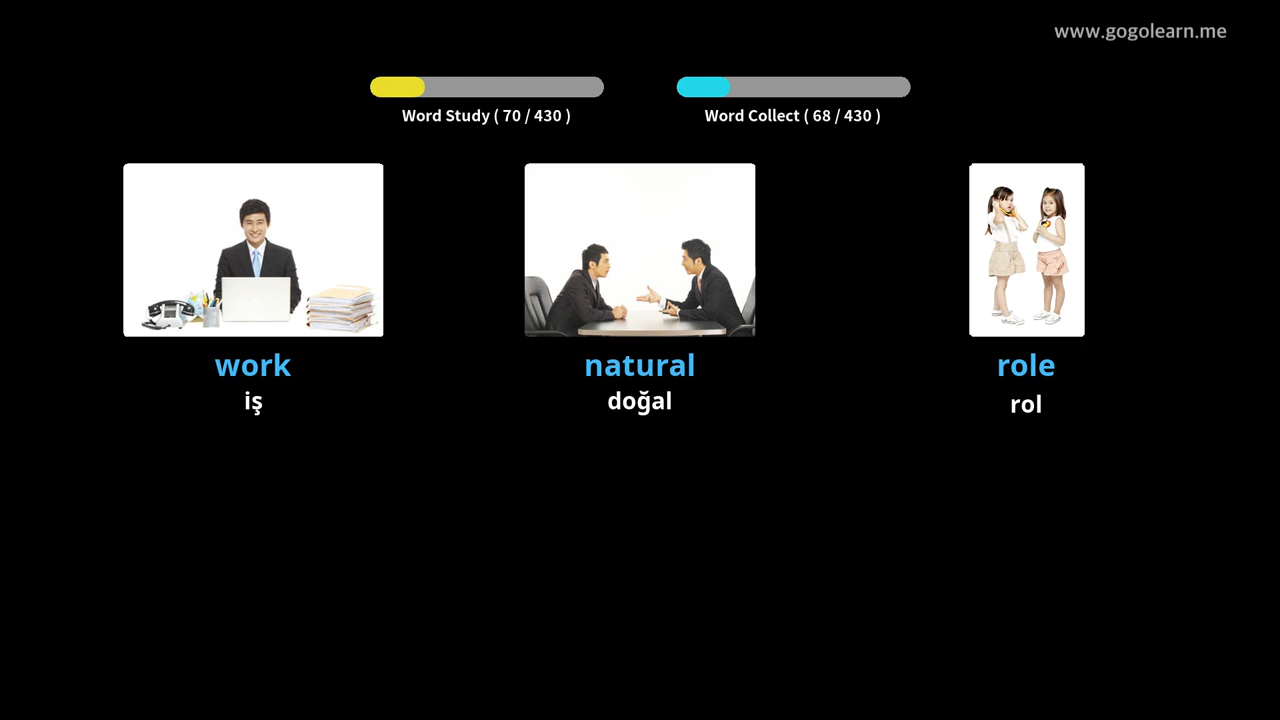 www.gogolearn.me
Word Study ( 70 / 430 )
Word Collect ( 68 / 430 )
work
iş
natural
doğal
role
rol